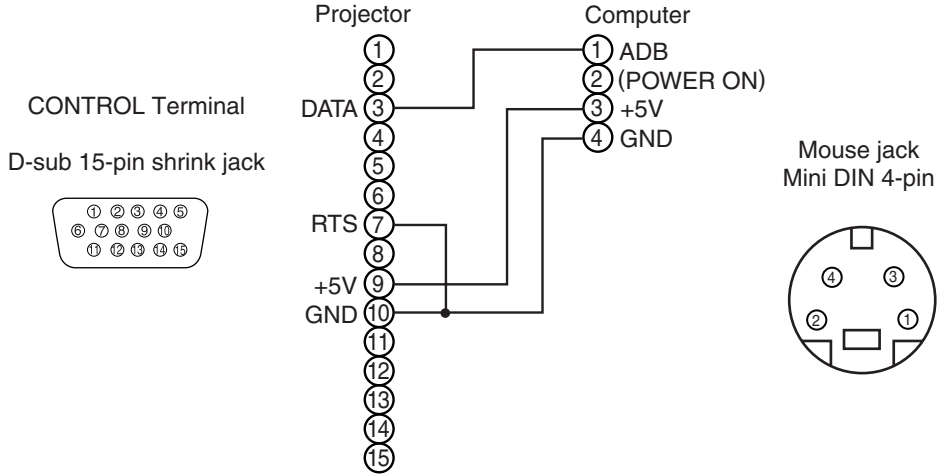 Projector
Computer
CONTROL Terminal
D-sub 15-pin shrink jack
① ② ③ ④ ⑤
⑥ ⑦ ⑧ ⑨ ⑩
⑪ ⑫ ⑬ ⑭ ⑮
①
②
DATA ③
④
⑤
⑥
RTS ⑦
⑧
+5V ⑨
GND ⑩
⑪
⑫
⑬
⑭
⑮
① ADB
② (POWER ON)
③ +5V
④ GND
Mouse jack
Mini DIN 4-pin
④ ③
② ①